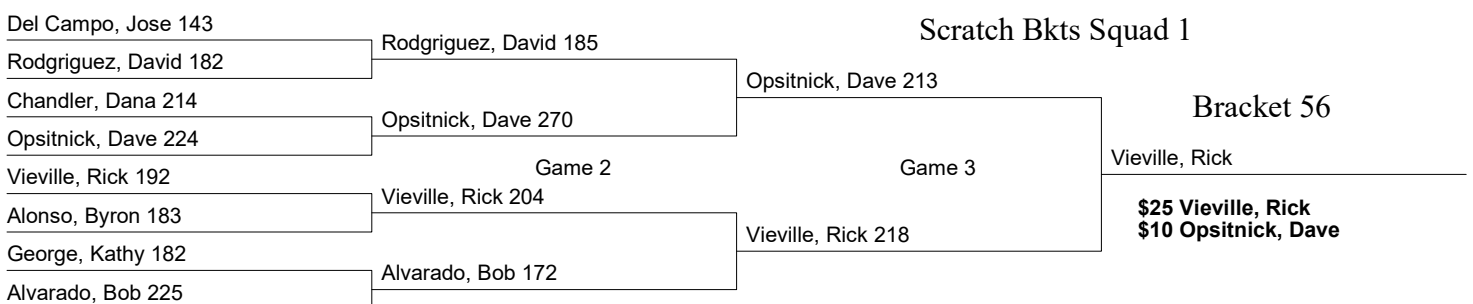 Scratch Bkts Squad 1
Bracket 56
Del Campo, Jose 143
Rodgriguez, David 182
Chandler, Dana 214
Opsitnick, Dave 224
Vieville, Rick 192
Alonso, Byron 183
George, Kathy 182
Alvarado, Bob 225
Rodgriguez, David 185
Opsitnick, Dave 270
Game 2
Vieville, Rick 204
Alvarado, Bob 172
Opsitnick, Dave 213
Game 3
Vieville, Rick 218
Vieville, Rick
$25 Vieville, Rick
$10 Opsitnick, Dave